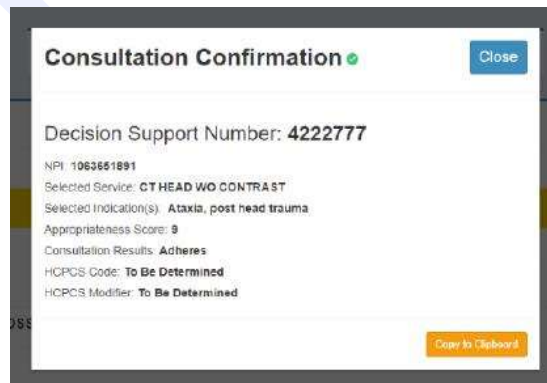 Consultation Confirmation
Close
Decision Support Number: 4222777
NPI: 1063651891
Selected Service: CT HEAD WO CONTRAST
Selected Indication(s): Ataxia, post head trauma
Appropriateness Score: 9
Consultation Results: Adheres
HCPCS Code: To Be Determined
HCPCS Modifier: To Be Determined
Copy to Clipboard